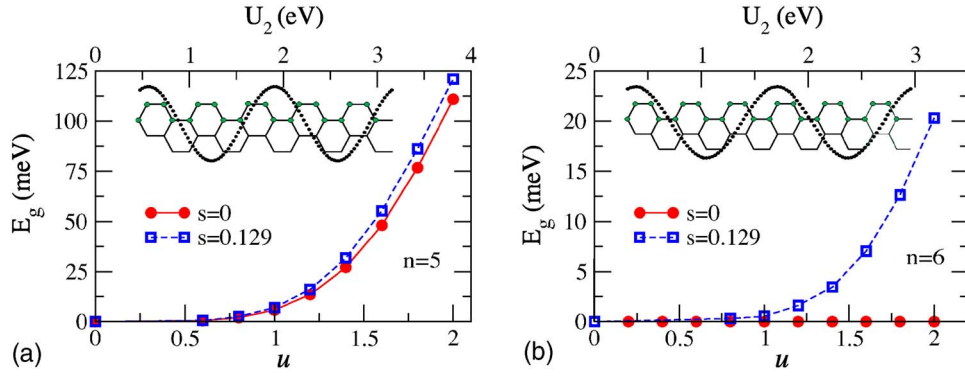 U2 (eV)
0 1 2 3 4
125
100
75
50
25
0
Eg (meV)
s=0
s=0.129
n=5
0 0.5 1 1.5 2
(a)
u
U2 (eV)
0 1 2 3
25
20
15
10
5
0
Eg (meV)
s=0
s=0.129
n=6
0 0.5 1 1.5 2
(b)
u